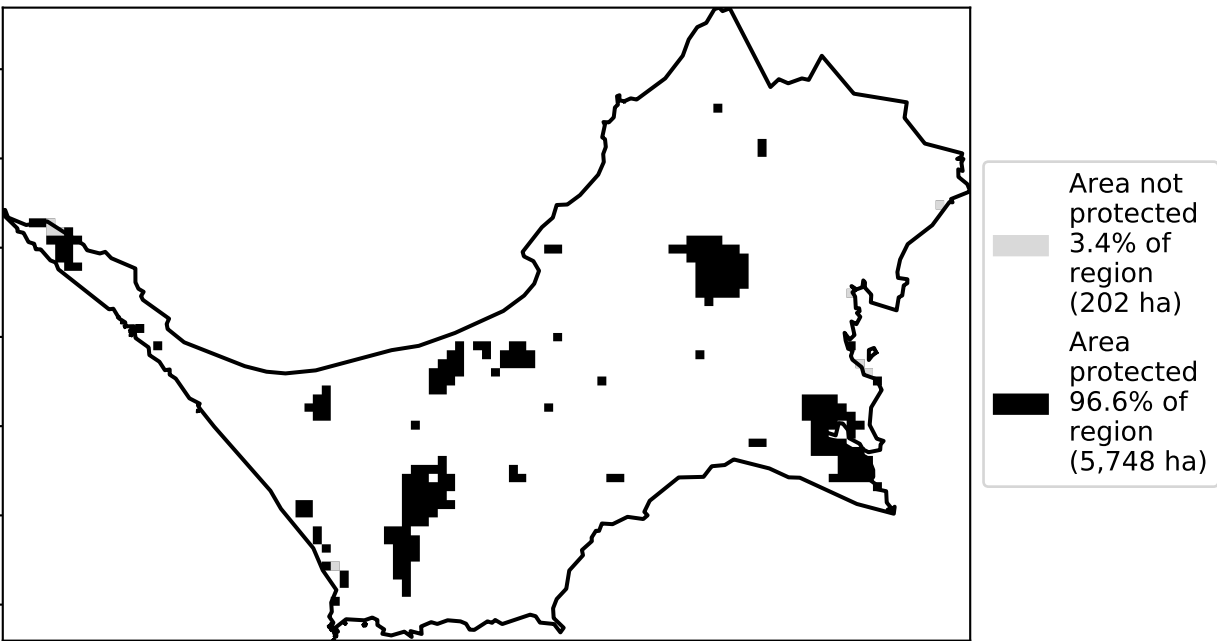 Area not
protected
3.4% of
region
(202 ha)
Area
protected
96.6% of
region
(5,748 ha)